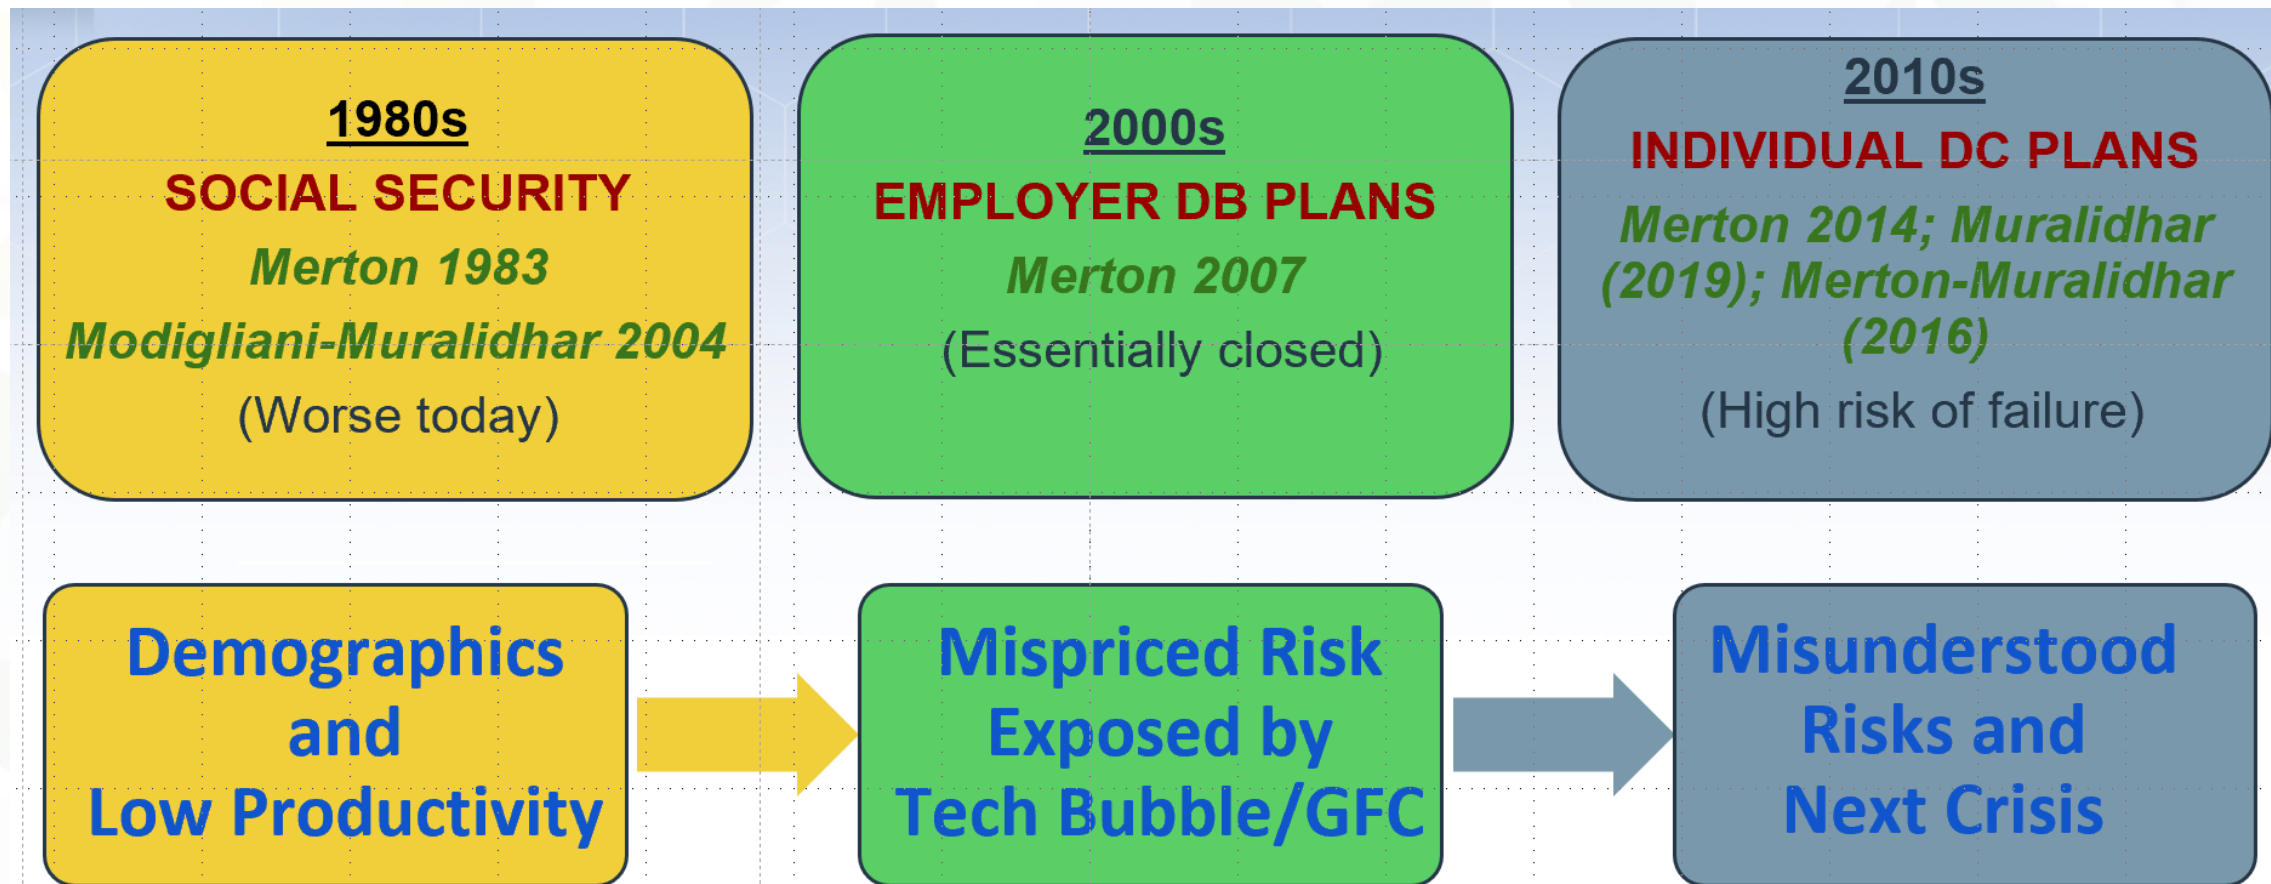 1980s
SOCIAL SECURITY
Merton 1983
Modigliani-Muralidhar 2004
(Worse today)
2000s
EMPLOYER DB PLANS
Merton 2007
(Essentially closed)
2010s
INDIVIDUAL DC PLANS
Merton 2014; Muralidhar
(2019); Merton-Muralidhar
(2016)
(High risk of failure)
Demographics
and
Low Productivity
Mispriced Risk
Exposed by
Tech Bubble/GFC
Misunderstood
Risks and
Next Crisis